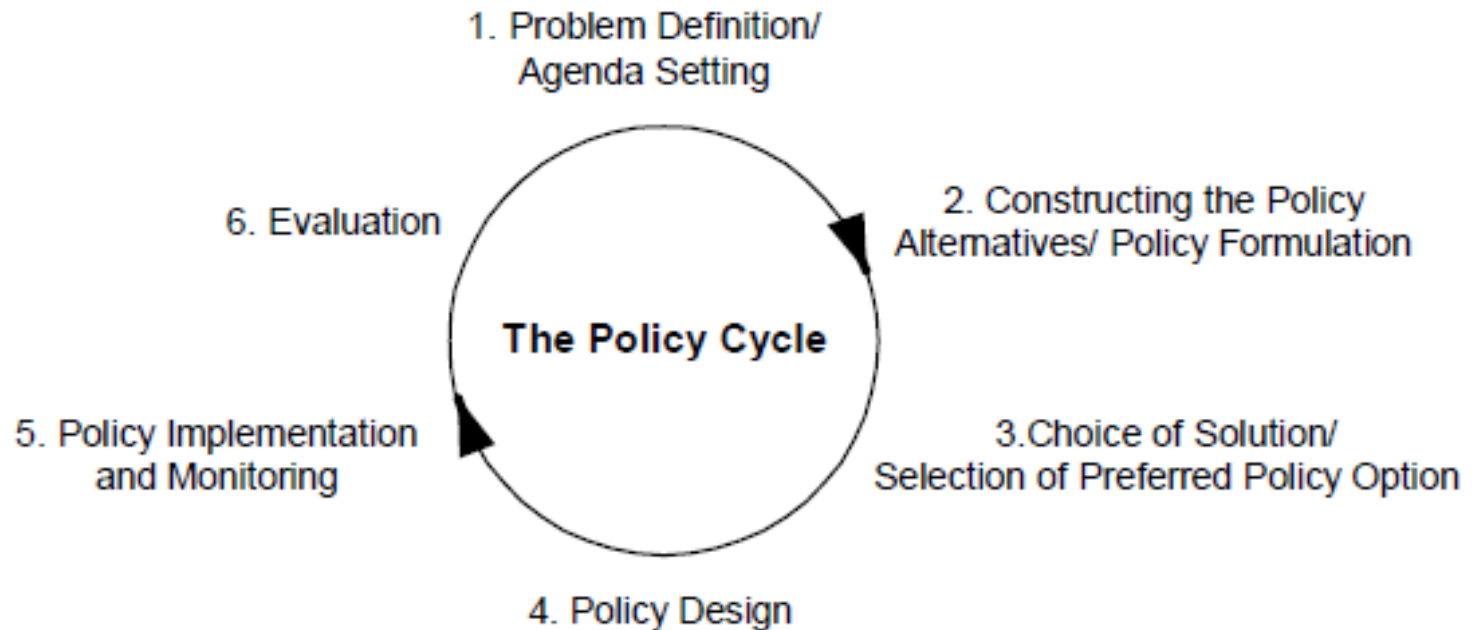 1. Problem Definition/
Agenda Setting
2. Constructing the Policy
Alternatives/ Policy Formulation
3.Choice of Solution/
Selection of Preferred Policy Option
4. Policy Design
5. Policy Implementation
and Monitoring
6. Evaluation
The Policy Cycle